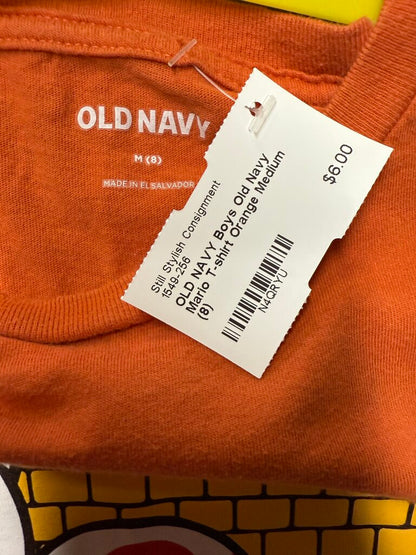 OLD NAVY
M (8)
MADE IN EL SALVADOR
Still Stylish Consignment
1549-256
OLD NAVY Boys Old Navy
Mario T-shirt Orange Medium
(8)
N4QRYU
$6.00